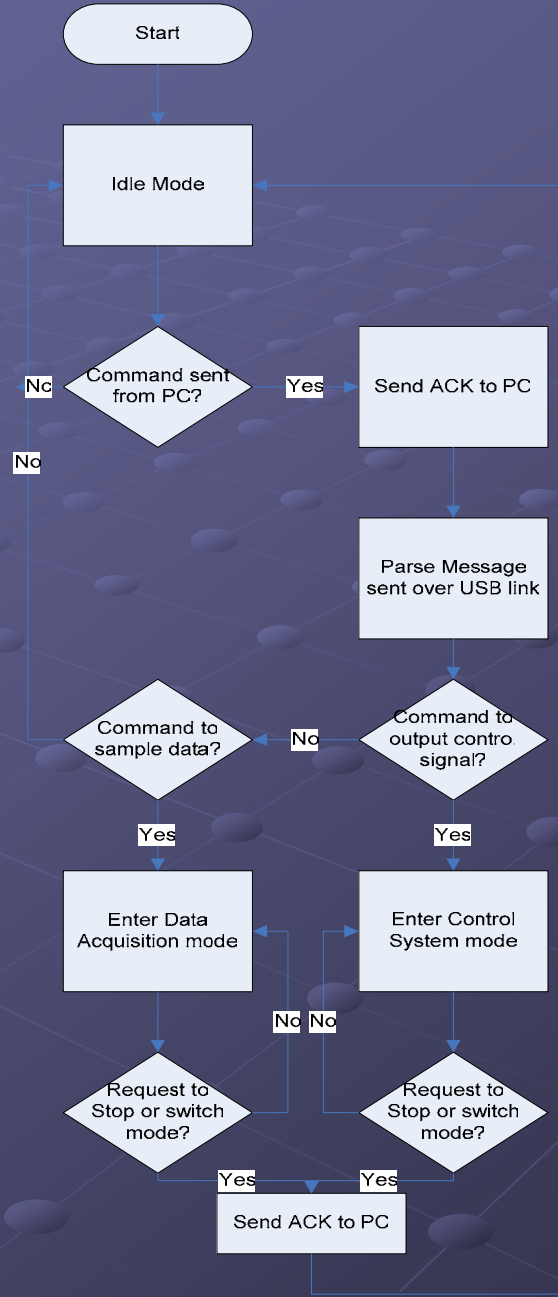 Start
Idle Mode
Command sent
from PC?
No
Yes
Send ACK to PC
No
Parse Message
sent over USB link
Command to
output control
signal?
No
Command to
sample data?
Yes
Yes
Enter Data
Acquisition mode
Enter Control
System mode
No
No
Request to
Stop or switch
mode?
Request to
Stop or switch
mode?
Yes
Yes
Send ACK to PC